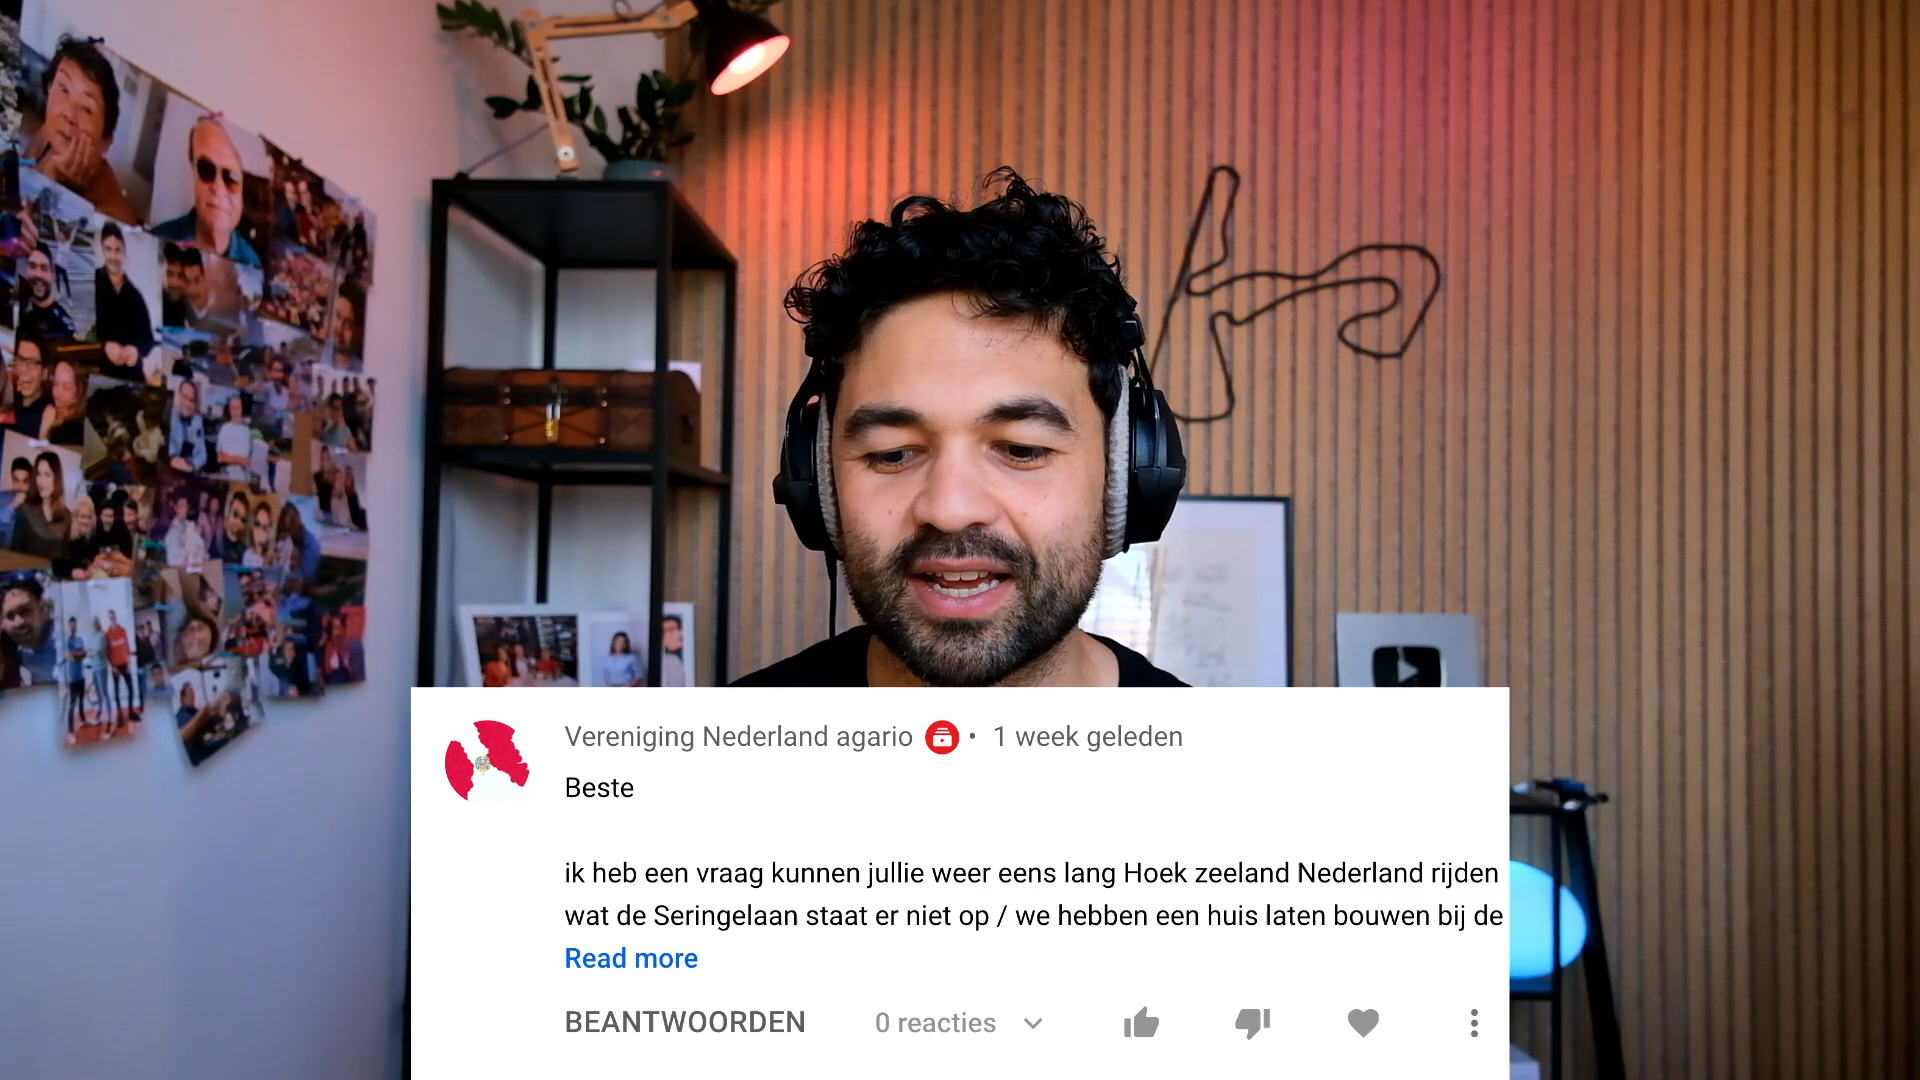 Vereniging Nederland agario • 1 week geleden
Beste
ik heb een vraag kunnen jullie weer eens lang Hoek zeeland Nederland rijden
wat de Seringelaan staat er niet op / we hebben een huis laten bouwen bij de
Read more
BEANTWOORDEN 0 reacties